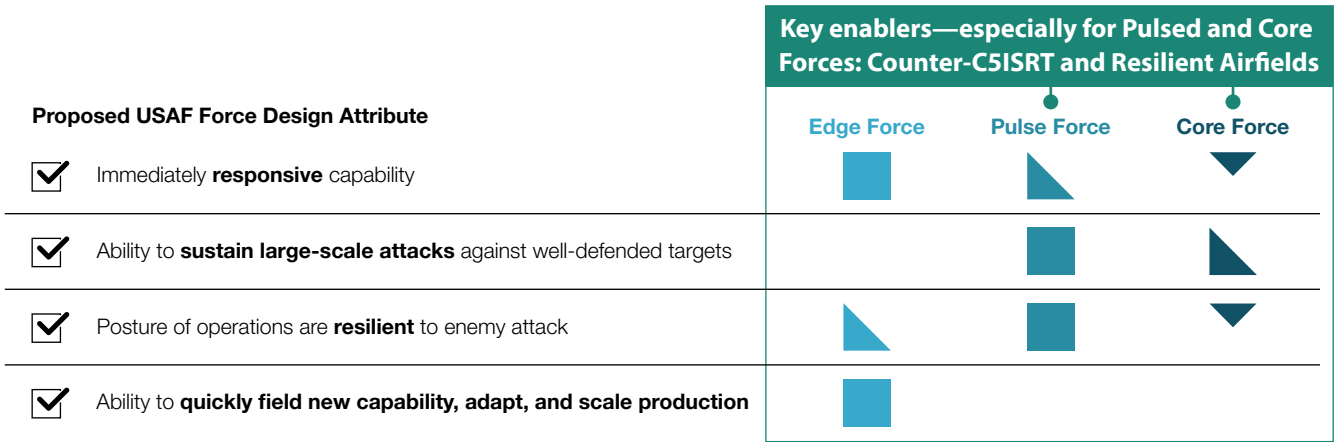 Key enablers—especially for Pulsed and Core
Forces: Counter-C5ISRT and Resilient Airfields
Proposed USAF Force Design Attribute
Edge Force
Pulse Force
Core Force
Immediately responsive capability
Ability to sustain large-scale attacks against well-defended targets
Posture of operations are resilient to enemy attack
Ability to quickly field new capability, adapt, and scale production